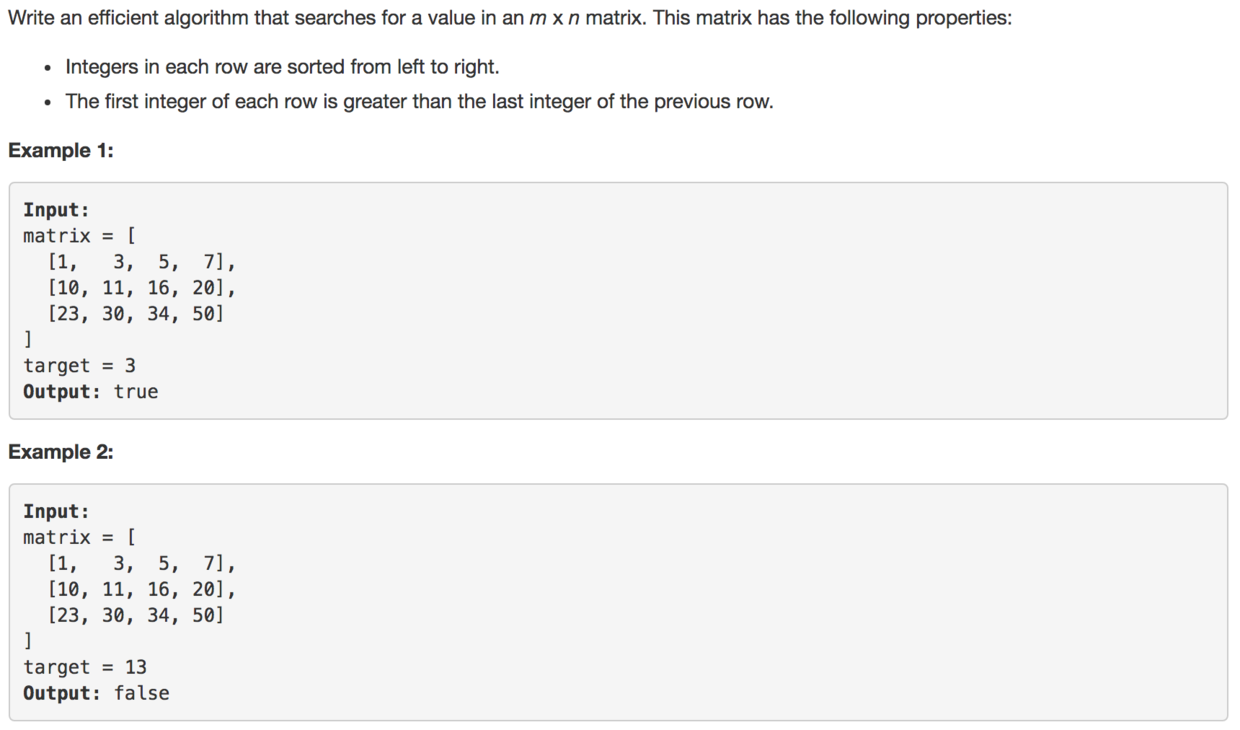 Write an efficient algorithm that searches for a value in an m x n matrix. This matrix has the following properties:
• Integers in each row are sorted from left to right.
• The first integer of each row is greater than the last integer of the previous row.
Example 1:
Input:
matrix = [
  [1,   3,  5,  7],
  [10, 11, 16, 20],
  [23, 30, 34, 50]
]
target = 3
Output: true
Example 2:
Input:
matrix = [
  [1,   3,  5,  7],
  [10, 11, 16, 20],
  [23, 30, 34, 50]
]
target = 13
Output: false